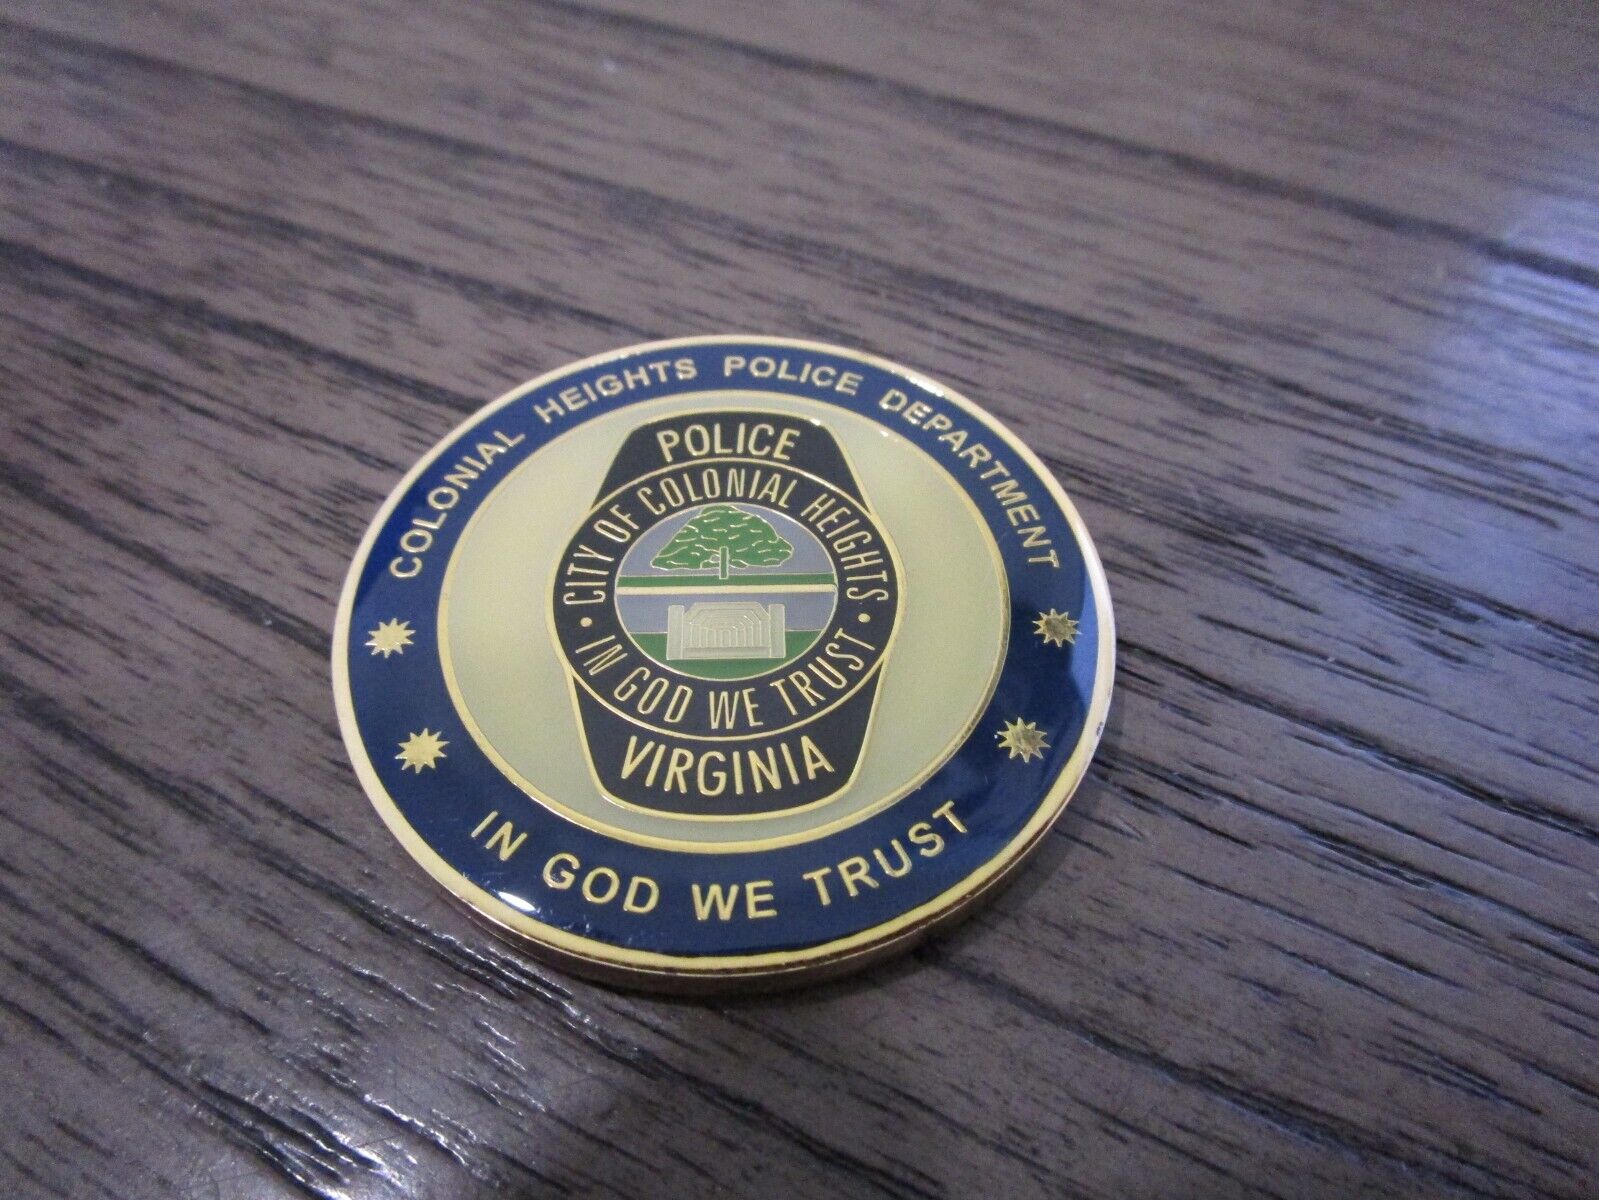 COLONIAL HEIGHTS POLICE DEPARTMENT
POLICE
CITY OF COLONIAL HEIGHTS
• IN GOD WE TRUST •
VIRGINIA
IN GOD WE TRUST